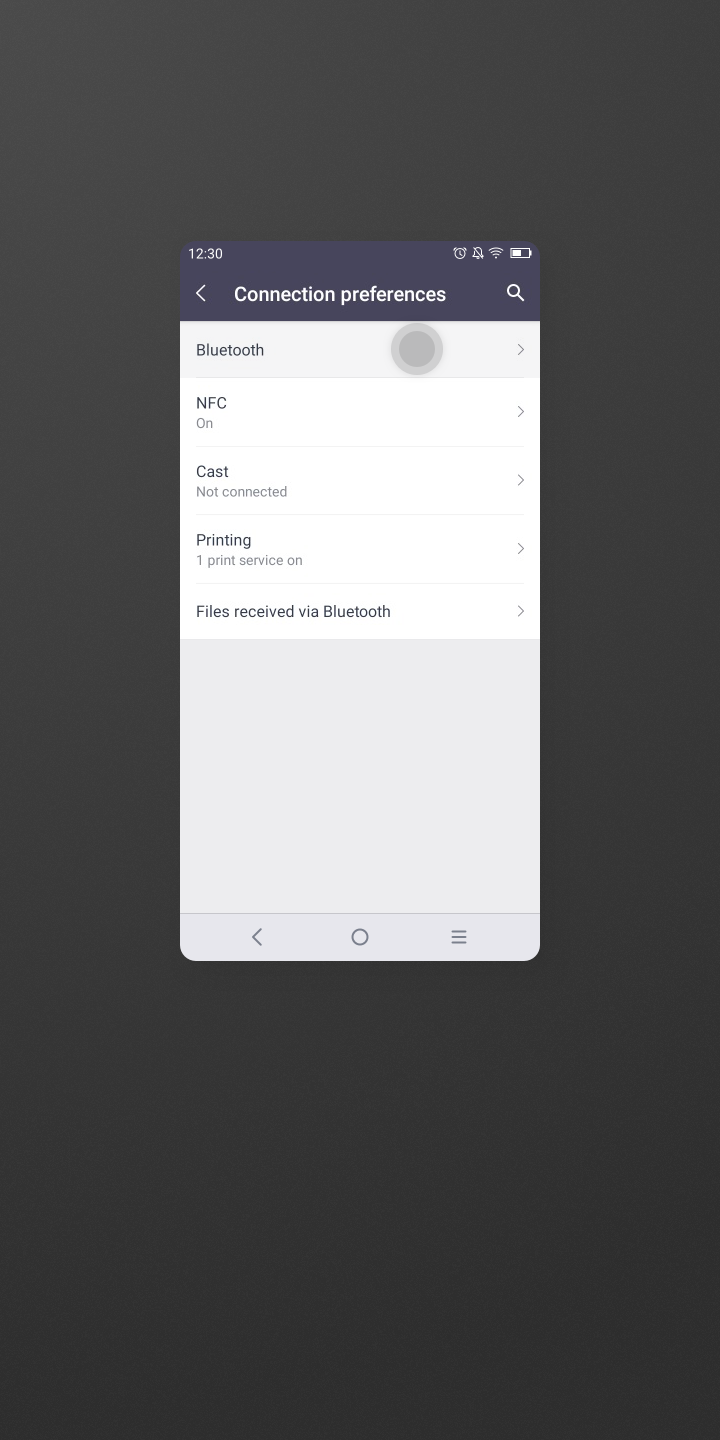 12:30
Connection preferences
Bluetooth
NFC
On
Cast
Not connected
Printing
1 print service on
Files received via Bluetooth